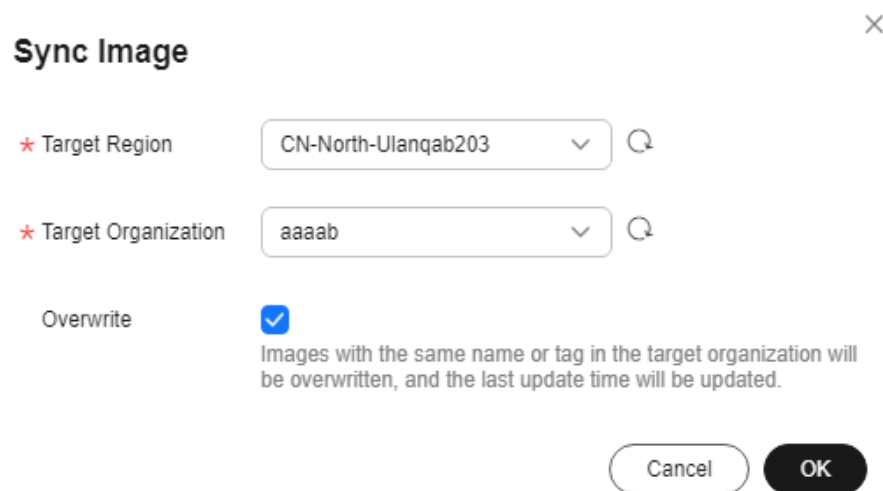 Sync Image
* Target Region CN-North-Ulanqab203
* Target Organization aaaab
Overwrite
Images with the same name or tag in the target organization will
be overwritten, and the last update time will be updated.
Cancel OK